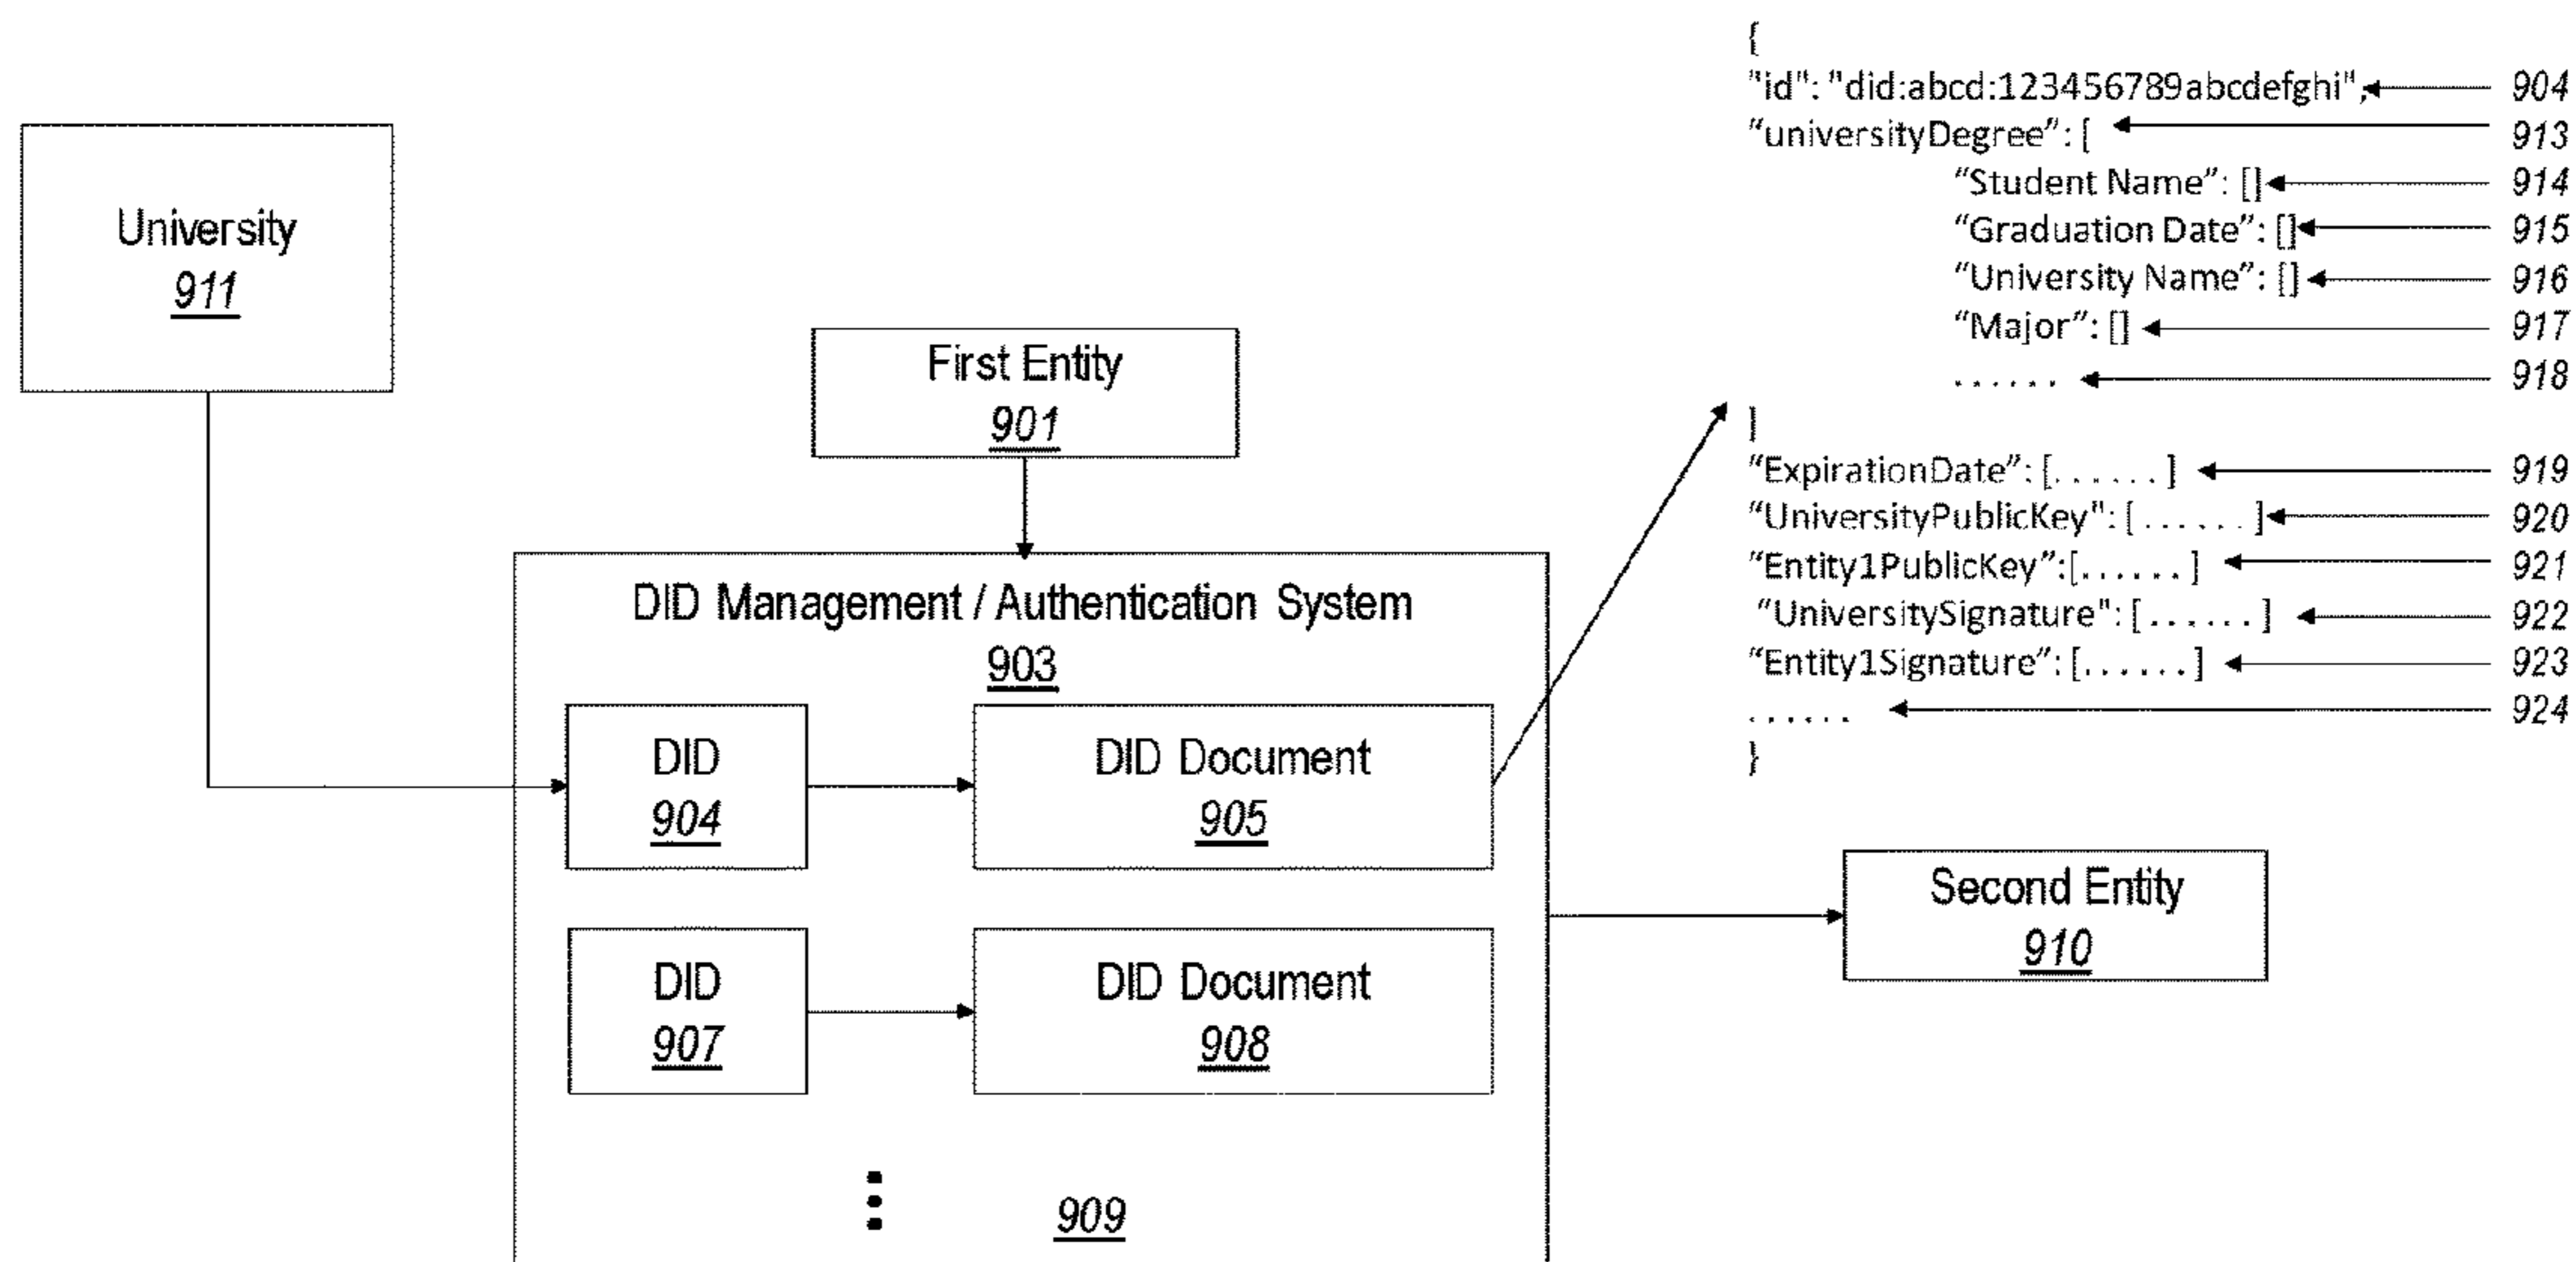 University
911
First Entity
901
DID Management / Authentication System
903
DID
904
DID Document
905
DID
907
DID Document
908
909
{
"id": "did:abcd:123456789abcdefghi", 904
"universityDegree": [ 913
"Student Name": [] 914
"Graduation Date": [] 915
"University Name": [] 916
"Major": [] 917
. . . . . . 918
]
"ExpirationDate": [. . . . . . ] 919
"UniversityPublicKey": [ . . . . . . ] 920
"Entity1PublicKey":[. . . . . . ] 921
"UniversitySignature": [ . . . . . . ] 922
"Entity1Signature": [. . . . . . ] 923
. . . . . . 924
}
Second Entity
910